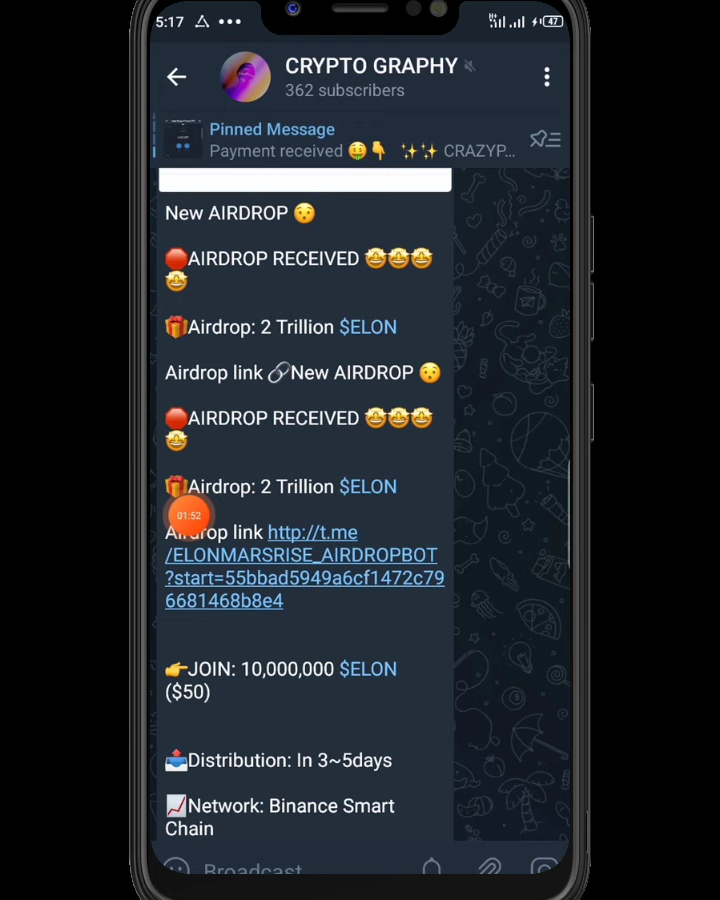 5:17
47
CRYPTO GRAPHY
362 subscribers
Pinned Message
Payment received 🤑👇 ✨✨ CRAZYP...
New AIRDROP 😯
🛑AIRDROP RECEIVED 🤩🤩🤩
🤩
🎁Airdrop: 2 Trillion $ELON
Airdrop link 🔗New AIRDROP 😯
🛑AIRDROP RECEIVED 🤩🤩🤩
🤩
🎁Airdrop: 2 Trillion $ELON
01:52
Airdrop link http://t.me
/ELONMARSRISE_AIRDROPBOT
?start=55bbad5949a6cf1472c79
6681468b8e4
👉JOIN: 10,000,000 $ELON
($50)
📤Distribution: In 3~5days
📈Network: Binance Smart
Chain
Broadcast